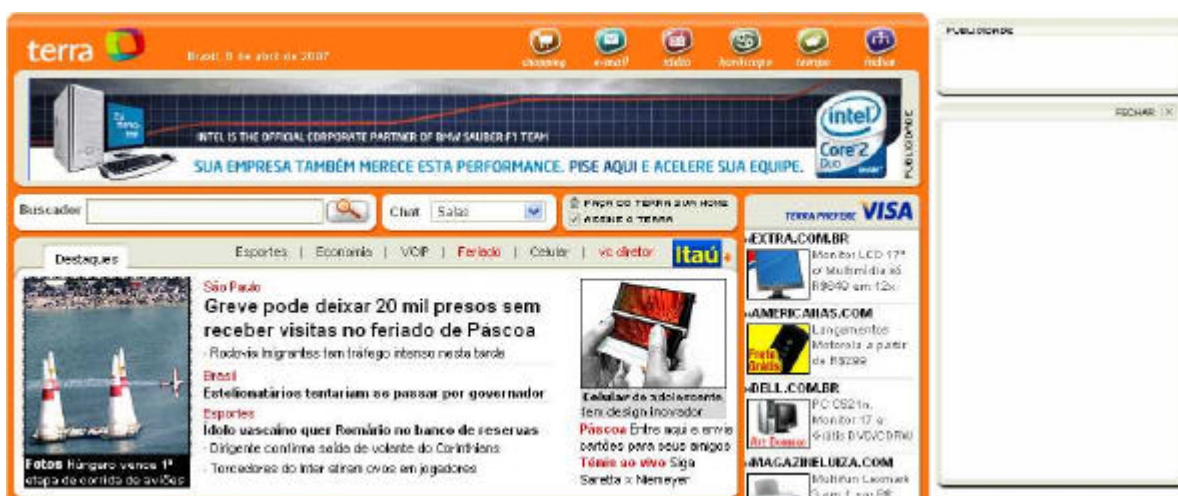 terra
Brasil, 6 de abril de 2007
shopping
e-mail
rádio
horóscopo
tempo
índice
PUBLICIDADE
FECHAR X
INTEL IS THE OFFICIAL CORPORATE PARTNER OF BMW SAUBER F1 TEAM
SUA EMPRESA TAMBÉM MERECE ESTA PERFORMANCE. PISE AQUI E ACELERE SUA EQUIPE.
intel
Core 2
Duo
PUBLICIDADE
Buscador
Chat
Salas
FAÇA DO TERRA SUA HOME
ASSINE O TERRA
TERRA PREFERE VISA
Destaques
Esportes | Economia | VOIP | Feriado | Celular | vc diretor
Itaú
São Paulo
Greve pode deixar 20 mil presos sem
receber visitas no feriado de Páscoa
- Rodovia Imigrantes tem tráfego intenso nesta tarde
Brasil
Estelionatários tentariam se passar por governador
Esportes
Ídolo vascaíno quer Romário no banco de reservas
- Dirigente confirma saída de volante do Corinthians
- Torcedores do Inter atiram ovos em jogadores
Fotos Húngaro vence 1ª
etapa de corrida de aviões
Celular de adolescente
tem design inovador
Páscoa Entre aqui e envie
cartões para seus amigos
Tênis ao vivo Siga
Saretta x Niemeyer
EXTRA.COM.BR
Monitor LCD 17"
c/ Multimídia só
em 12x
AMERICANAS.COM
Lançamentos
Motorola a partir
de R$299
Frete
Grátis
DELL.COM.BR
PC C521n,
Monitor 17 e
Grátis DVD/CDRW
MAGAZINELUIZA.COM
Multifun Lexmark